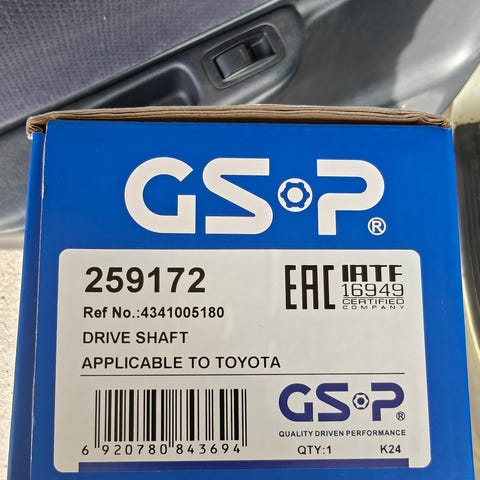 GSP®
259172
EAC IATF
16949
CERTIFIED
COMPANY
Ref No.:4341005180
DRIVE SHAFT
APPLICABLE TO TOYOTA
GSP®
QUALITY DRIVEN PERFORMANCE
6 920780 843694
QTY:1 K24